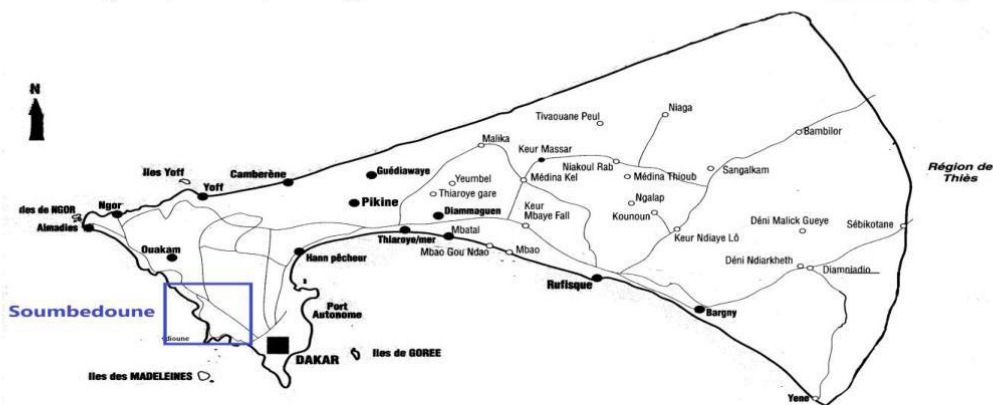 N
Niaga
Tivaouane Peul
Bambilor
Malika
Keur Massar
Niakoul Rab
Sangalkam
Région de
Thiès
Iles Yoff
Camberène
Guédiawaye
Yeumbel
Médina Kel
Médina Thioub
Yoff
Thiaroye gare
Iles de NGOR
Ngor
Pikine
Ngalap
Diammaguen
Keur
Mbaye Fall
Kounoun
Almadies
Mbatal
Déni Malick Gueye
Sébikotane
Thiaroye/mer
Keur Ndiaye Lô
Ouakam
Hann pêcheur
Mbao Gou Ndao
Mbao
Déni Ndiarkheth
Diamniadio
Rufisque
Soumbedoune
Port
Autonome
Bargny
dioune
DAKAR
Iles de GOREE
Iles des MADELEINES
Yene